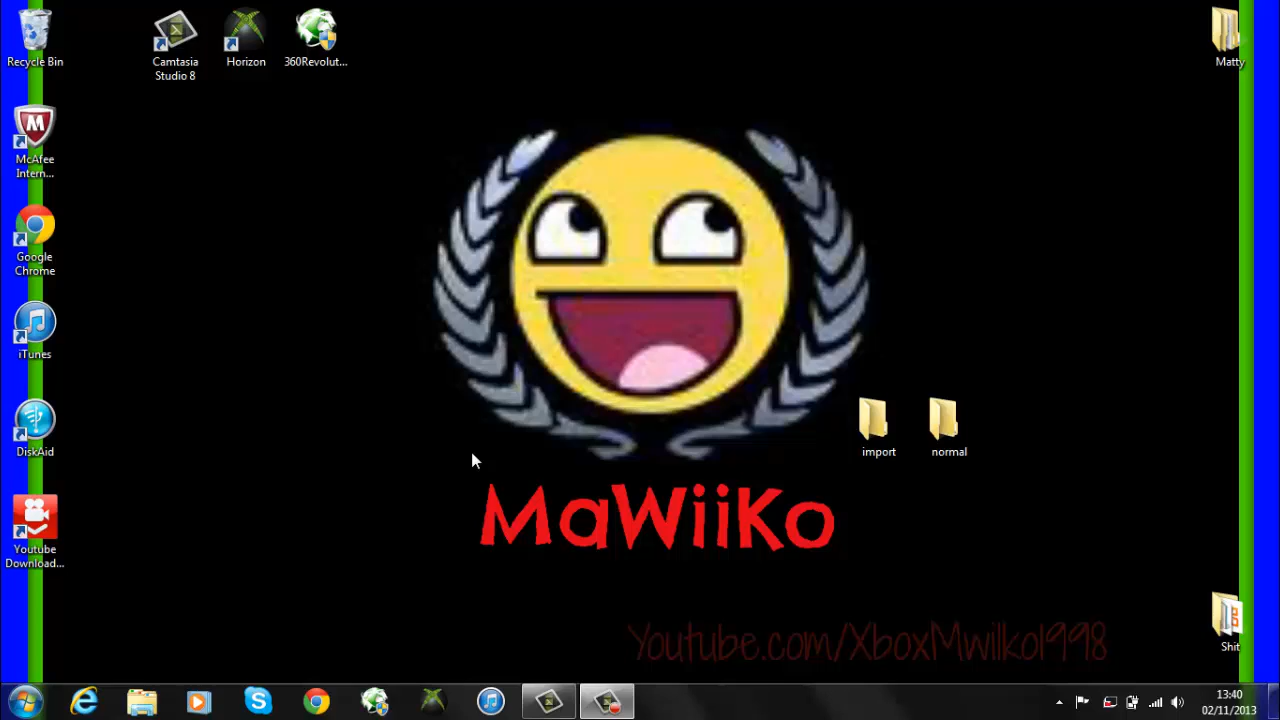 Recycle Bin
Camtasia
Studio 8
Horizon
360Revolut...
Matty
McAfee
Intern...
Google
Chrome
iTunes
DiskAid
Youtube
Download...
import
normal
MaWiiKo
Youtube.com/XboxMwilko1998
Shit
13:40
02/11/2013